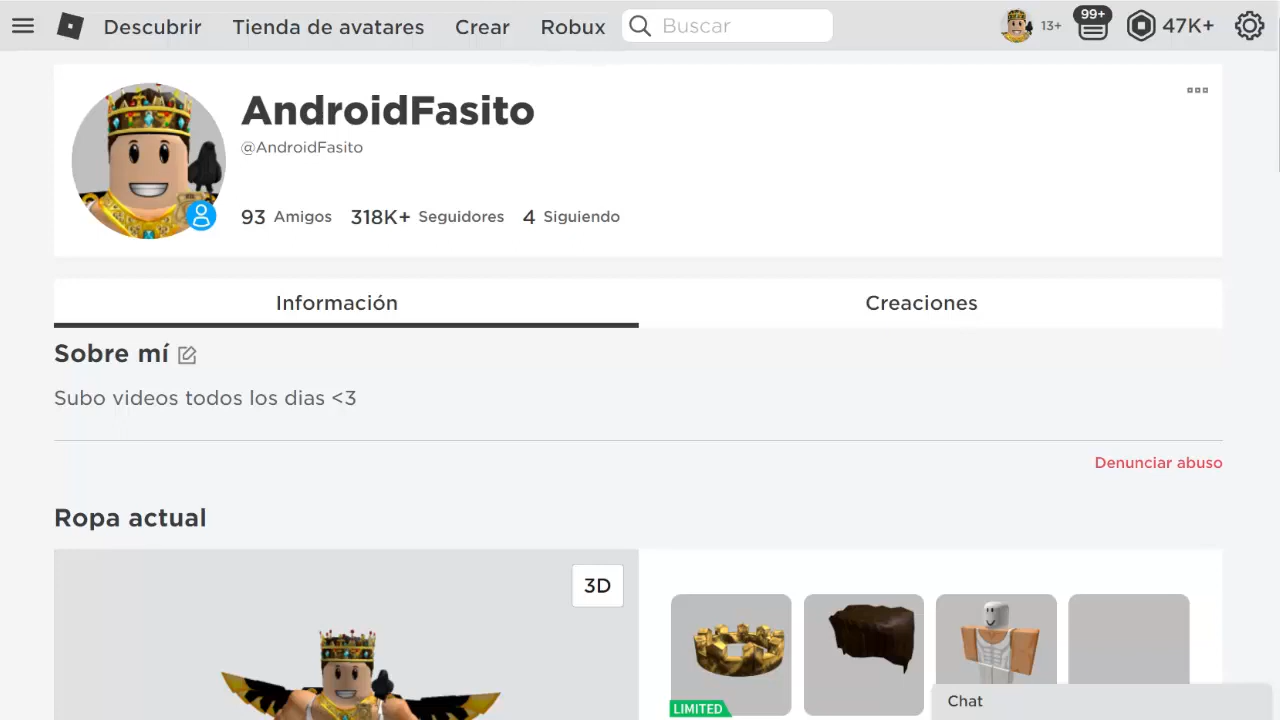 Descubrir Tienda de avatares Crear Robux Buscar 13+ 99+ 47K+
AndroidFasito
@AndroidFasito
93 Amigos 318K+ Seguidores 4 Siguiendo
Información Creaciones
Sobre mí
Subo videos todos los dias <3
Denunciar abuso
Ropa actual
3D
LIMITED
Chat